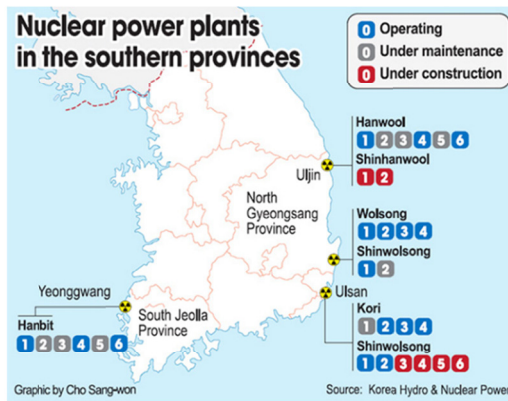 Nuclear power plants
in the southern provinces
0 Operating
0 Under maintenance
0 Under construction
Hanwool
1 2 3 4 5 6
Shinhanwool
1 2
Uljin
North
Gyeongsang
Province
Wolsong
1 2 3 4
Shinwolsong
1 2
Yeonggwang
Hanbit
1 2 3 4 5 6
South Jeolla
Province
Ulsan
Kori
1 2 3 4
Shinwolsong
1 2 3 4 5 6
Graphic by Cho Sang-won
Source: Korea Hydro & Nuclear Power